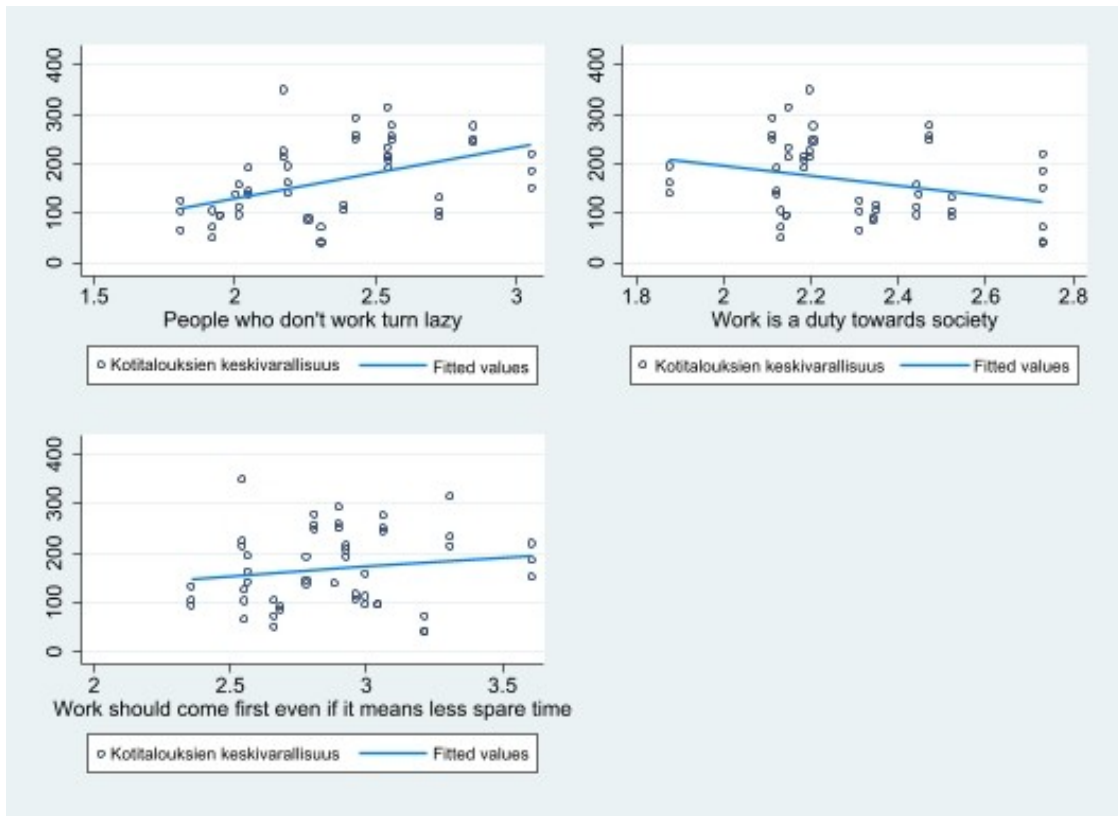 400
300
200
100
0
1.5 2 2.5 3
People who don't work turn lazy
Kotitalouksien keskivarallisuus Fitted values
400
300
200
100
0
1.8 2 2.2 2.4 2.6 2.8
Work is a duty towards society
Kotitalouksien keskivarallisuus Fitted values
400
300
200
100
0
2 2.5 3 3.5
Work should come first even if it means less spare time
Kotitalouksien keskivarallisuus Fitted values